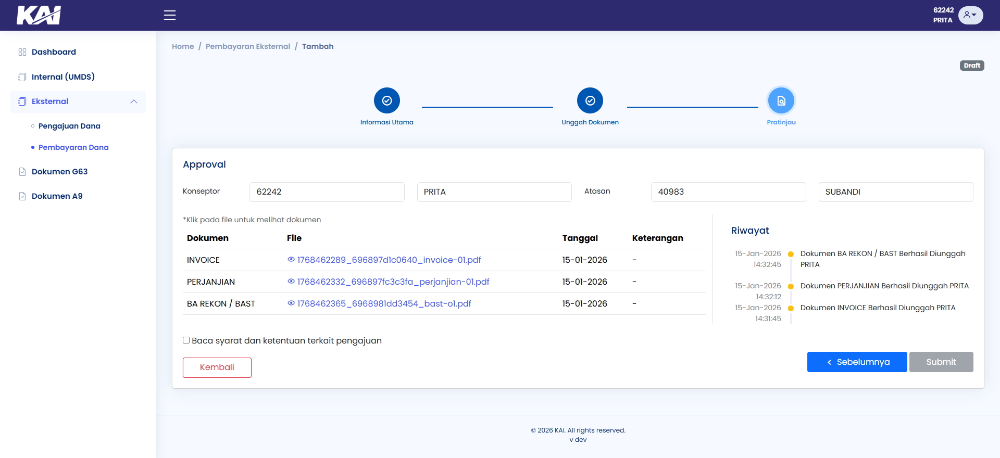 KAI
62242
PRITA
Dashboard
Internal (UMDS)
Eksternal
Pengajuan Dana
Pembayaran Dana
Dokumen G63
Dokumen A9
Home / Pembayaran Eksternal / Tambah
Draft
Informasi Utama
Unggah Dokumen
Pratinjau
Approval
Konseptor 62242 PRITA Atasan 40983 SUBANDI
*Klik pada file untuk melihat dokumen
Dokumen File Tanggal Keterangan
INVOICE 1768462289_696897d1c0640_invoice-01.pdf 15-01-2026 -
PERJANJIAN 1768462332_696897fc3c3fa_perjanjian-01.pdf 15-01-2026 -
BA REKON / BAST 1768462365_6968981dd3454_bast-o1.pdf 15-01-2026 -
Riwayat
15-Jan-2026 Dokumen BA REKON / BAST Berhasil Diunggah
14:32:45 PRITA
15-Jan-2026 Dokumen PERJANJIAN Berhasil Diunggah PRITA
14:32:12
15-Jan-2026 Dokumen INVOICE Berhasil Diunggah PRITA
14:31:45
Baca syarat dan ketentuan terkait pengajuan
Kembali
Sebelumnya
Submit
© 2026 KAI. All rights reserved.
v dev